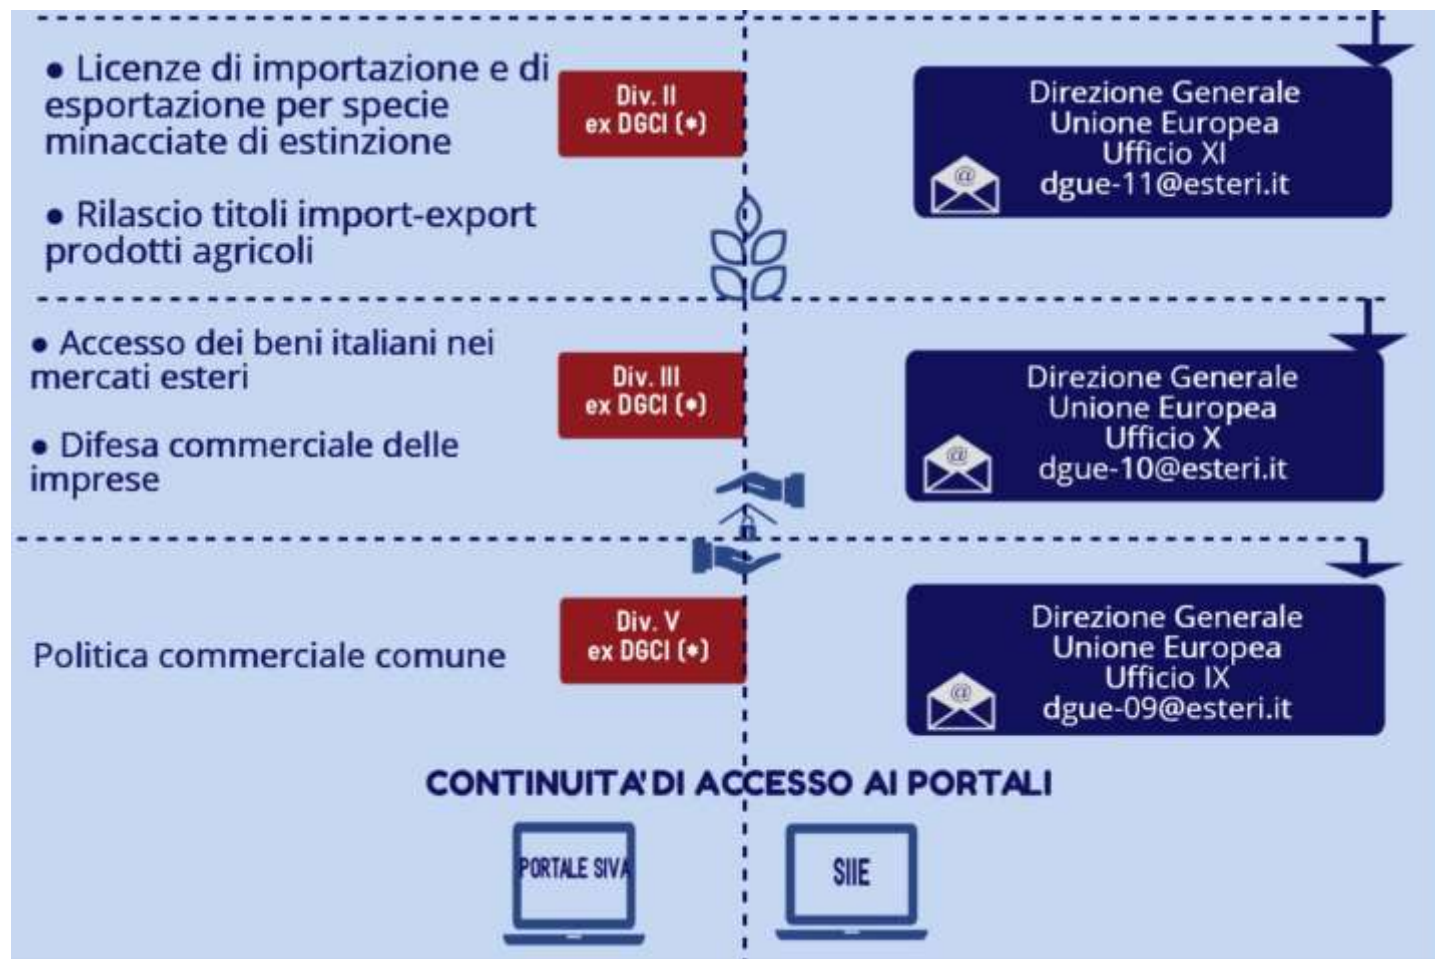 ● Licenze di importazione e di
esportazione per specie
minacciate di estinzione
● Rilascio titoli import-export
prodotti agricoli
Div. II
ex DGCI (*)
Direzione Generale
Unione Europea
Ufficio XI
@
dgue-11@esteri.it
● Accesso dei beni italiani nei
mercati esteri
● Difesa commerciale delle
imprese
Div. III
ex DGCI (*)
Direzione Generale
Unione Europea
Ufficio X
@
dgue-10@esteri.it
Politica commerciale comune
Div. V
ex DGCI (*)
Direzione Generale
Unione Europea
Ufficio IX
@
dgue-09@esteri.it
CONTINUITA' DI ACCESSO AI PORTALI
PORTALE SIVA
SIIE